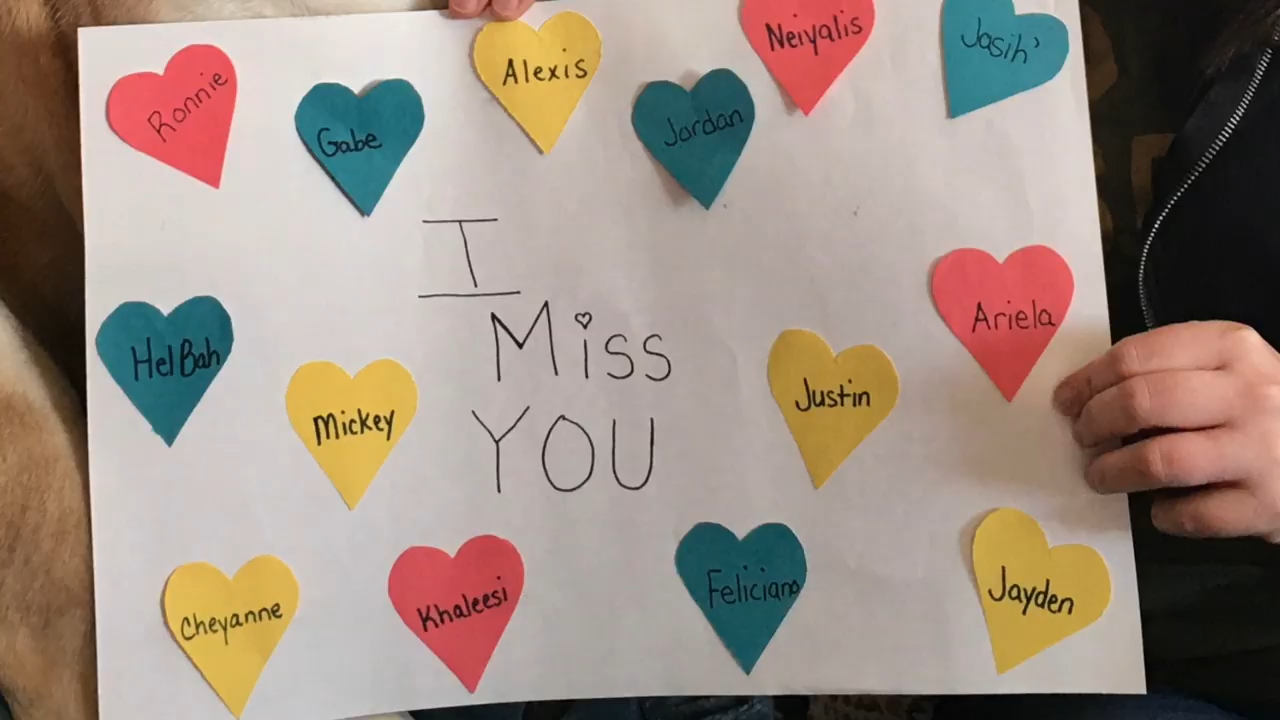 Ronnie
Gabe
Alexis
Jordan
Neiyalis
Jasih'
I
Miss
YOU
HelBah
Mickey
Justin
Ariela
Cheyanne
Khaleesi
Feliciano
Jayden